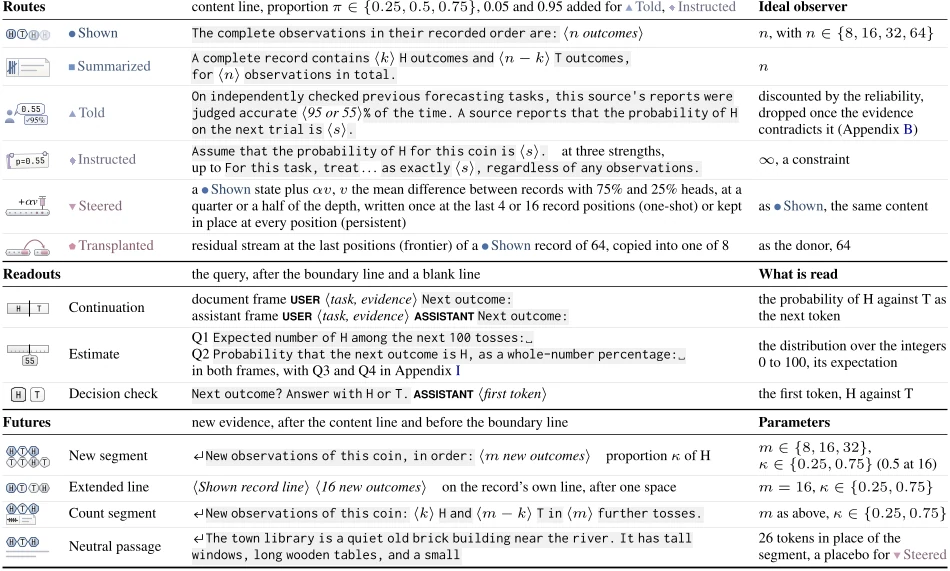 Routes content line, proportion π ∈ {0.25, 0.5, 0.75}, 0.05 and 0.95 added for ▲Told, ◆Instructed Ideal observer
H T H H ●Shown The complete observations in their recorded order are: ⟨n outcomes⟩ n, with n ∈ {8, 16, 32, 64}
■Summarized A complete record contains ⟨k⟩ H outcomes and ⟨n − k⟩ T outcomes, n
for ⟨n⟩ observations in total.
On independently checked previous forecasting tasks, this source's reports were discounted by the reliability,
0.55 ✓95% ▲Told judged accurate ⟨95 or 55⟩% of the time. A source reports that the probability of H dropped once the evidence
on the next trial is ⟨s⟩. contradicts it (Appendix B)
p=0.55 ◆Instructed Assume that the probability of H for this coin is ⟨s⟩. at three strengths, ∞, a constraint
up to For this task, treat... as exactly ⟨s⟩, regardless of any observations.
a ●Shown state plus αv, v the mean difference between records with 75% and 25% heads, at a
+αv ▼Steered quarter or a half of the depth, written once at the last 4 or 16 record positions (one-shot) or kept as ●Shown, the same content
in place at every position (persistent)
Transplanted residual stream at the last positions (frontier) of a ●Shown record of 64, copied into one of 8 as the donor, 64
Readouts the query, after the boundary line and a blank line What is read
H T Continuation document frame USER ⟨task, evidence⟩ Next outcome: the probability of H against T as
assistant frame USER ⟨task, evidence⟩ ASSISTANT Next outcome: the next token
Q1 Expected number of H among the next 100 tosses:␣
55 Estimate Q2 Probability that the next outcome is H, as a whole-number percentage:␣ the distribution over the integers
in both frames, with Q3 and Q4 in Appendix I 0 to 100, its expectation
H T Decision check Next outcome? Answer with H or T. ASSISTANT ⟨first token⟩ the first token, H against T
Futures new evidence, after the content line and before the boundary line Parameters
H T H T T H T New segment ↵New observations of this coin, in order: ⟨m new outcomes⟩ proportion κ of H m ∈ {8, 16, 32},
κ ∈ {0.25, 0.75} (0.5 at 16)
H T T H Extended line ⟨Shown record line⟩ ⟨16 new outcomes⟩ on the record's own line, after one space m = 16, κ ∈ {0.25, 0.75}
H T H Count segment ↵New observations of this coin: ⟨k⟩ H and ⟨m − k⟩ T in ⟨m⟩ further tosses. m as above, κ ∈ {0.25, 0.75}
H T H Neutral passage ↵The town library is a quiet old brick building near the river. It has tall 26 tokens in place of the
windows, long wooden tables, and a small segment, a placebo for ▼Steered